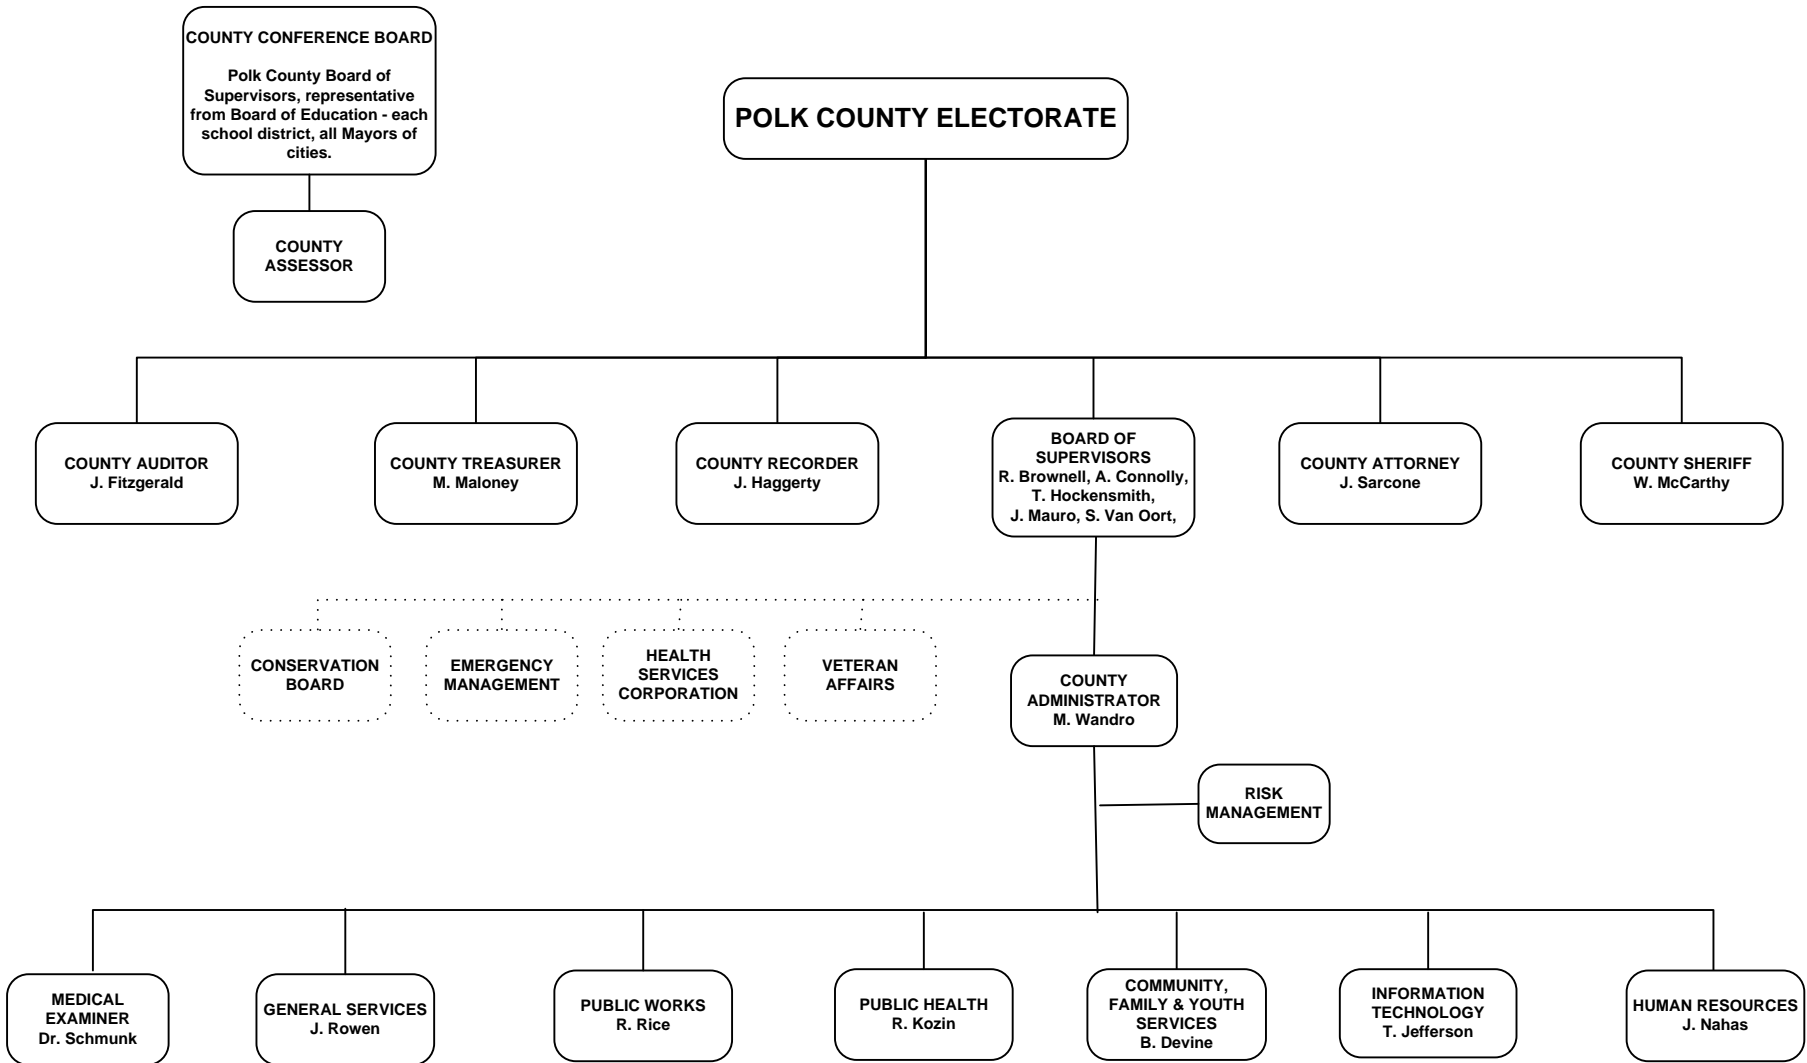 COUNTY CONFERENCE BOARD
Polk County Board of
Supervisors, representative
from Board of Education - each
school district, all Mayors of
cities.
POLK COUNTY ELECTORATE
COUNTY
ASSESSOR
COUNTY AUDITOR
J. Fitzgerald
COUNTY TREASURER
M. Maloney
COUNTY RECORDER
J. Haggerty
BOARD OF
SUPERVISORS
R. Brownell, A. Connolly,
T. Hockensmith,
J. Mauro, S. Van Oort,
COUNTY ATTORNEY
J. Sarcone
COUNTY SHERIFF
W. McCarthy
CONSERVATION
BOARD
EMERGENCY
MANAGEMENT
HEALTH
SERVICES
CORPORATION
VETERAN
AFFAIRS
COUNTY
ADMINISTRATOR
M. Wandro
RISK
MANAGEMENT
MEDICAL
EXAMINER
Dr. Schmunk
GENERAL SERVICES
J. Rowen
PUBLIC WORKS
R. Rice
PUBLIC HEALTH
R. Kozin
COMMUNITY,
FAMILY & YOUTH
SERVICES
B. Devine
INFORMATION
TECHNOLOGY
T. Jefferson
HUMAN RESOURCES
J. Nahas